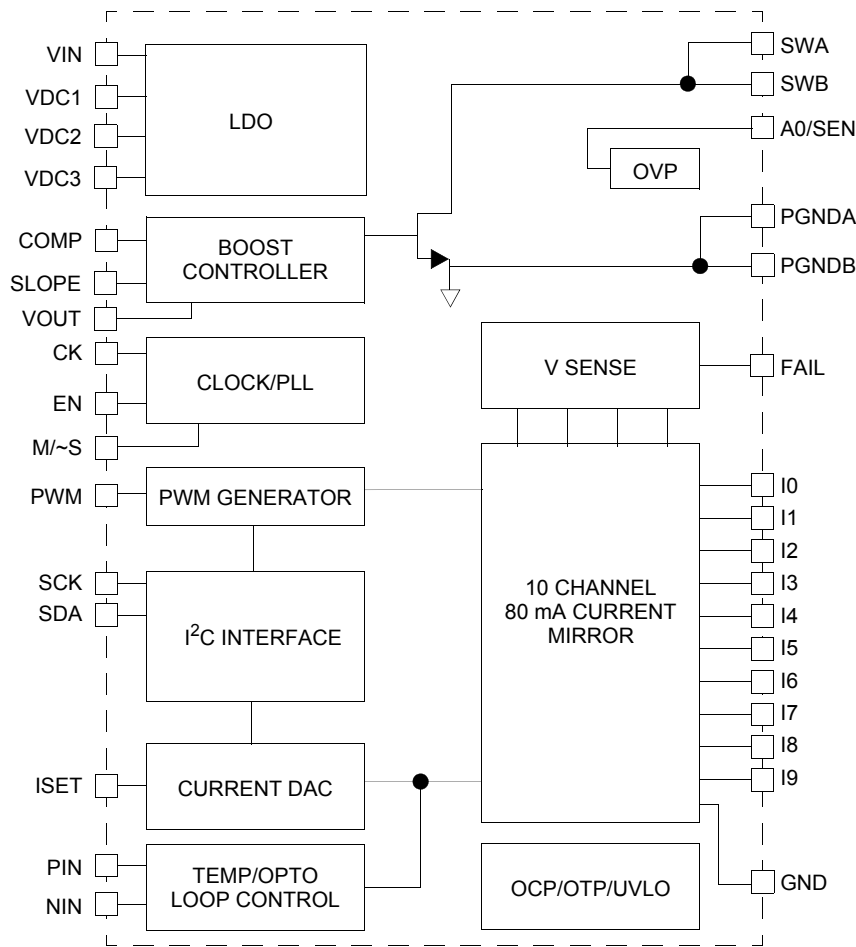 VIN
VDC1
VDC2
VDC3
LDO
SWA
SWB
A0/SEN
OVP
COMP
SLOPE
VOUT
BOOST
CONTROLLER
PGNDA
PGNDB
CK
EN
M/~S
CLOCK/PLL
V SENSE
FAIL
PWM
PWM GENERATOR
SCK
SDA
I²C INTERFACE
10 CHANNEL
80 mA CURRENT
MIRROR
I0
I1
I2
I3
I4
I5
I6
I7
I8
I9
ISET
CURRENT DAC
PIN
NIN
TEMP/OPTO
LOOP CONTROL
OCP/OTP/UVLO
GND